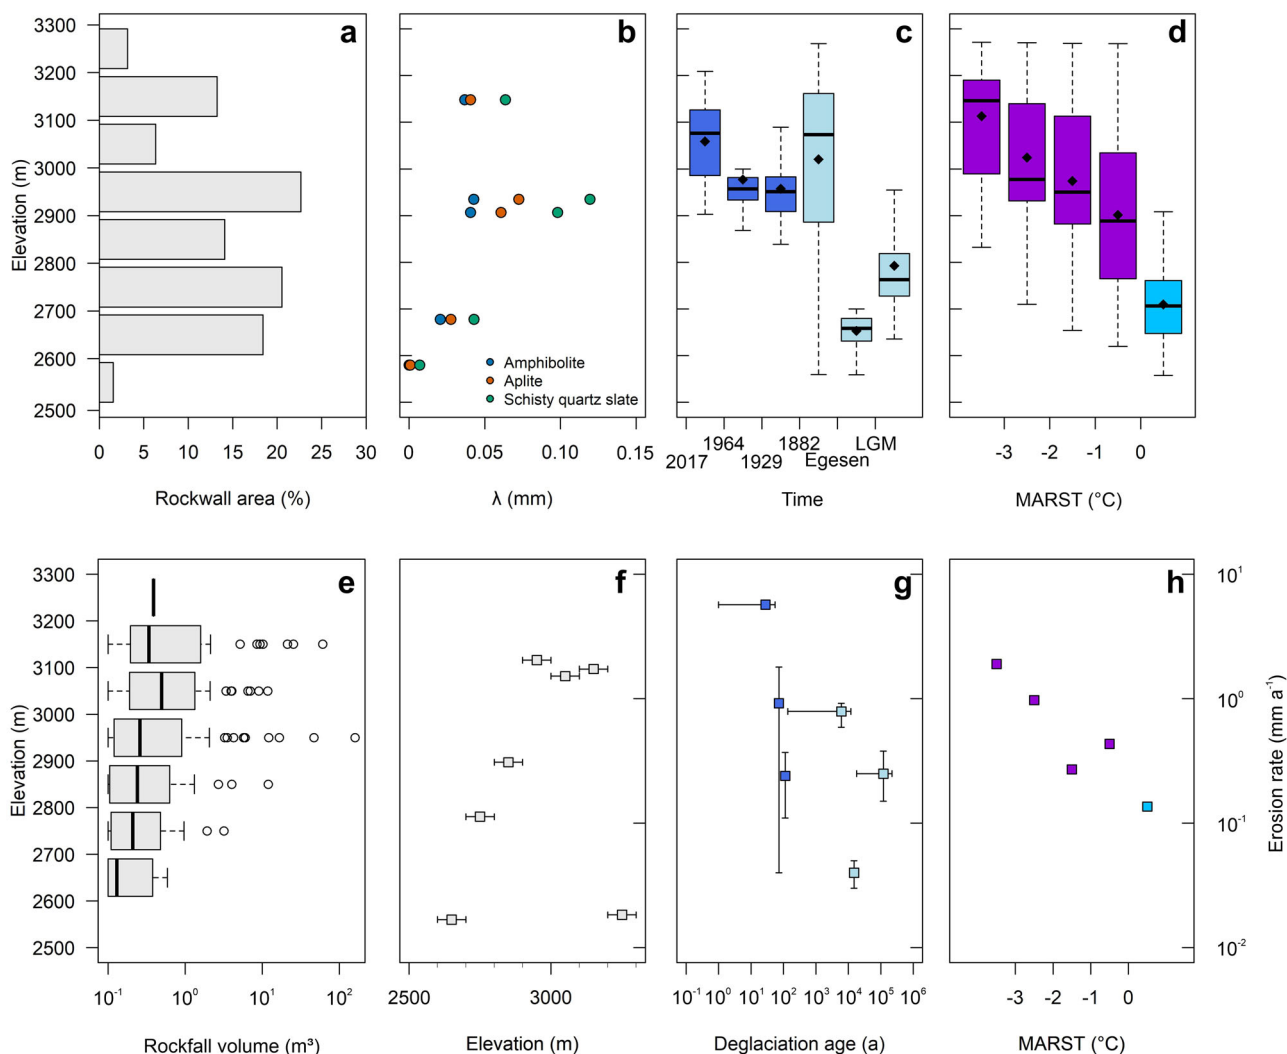 a
3300
3200
3100
3000
2900
2800
2700
2600
2500
Elevation (m)
0 5 10 15 20 25 30
Rockwall area (%)
b
Amphibolite
Aplite
Schisty quartz slate
0 0.05 0.10 0.15
λ (mm)
c
1964 1882 LGM
2017 1929 Egesen
Time
d
-3 -2 -1 0
MARST (°C)
e
3300
3200
3100
3000
2900
2800
2700
2600
2500
Elevation (m)
10⁻¹ 10⁰ 10¹ 10²
Rockfall volume (m³)
f
2500 3000
Elevation (m)
g
10⁻¹ 10⁰ 10¹ 10² 10³ 10⁴ 10⁵ 10⁶
Deglaciation age (a)
h
10¹
10⁰
10⁻¹
10⁻²
Erosion rate (mm a⁻¹)
-3 -2 -1 0
MARST (°C)